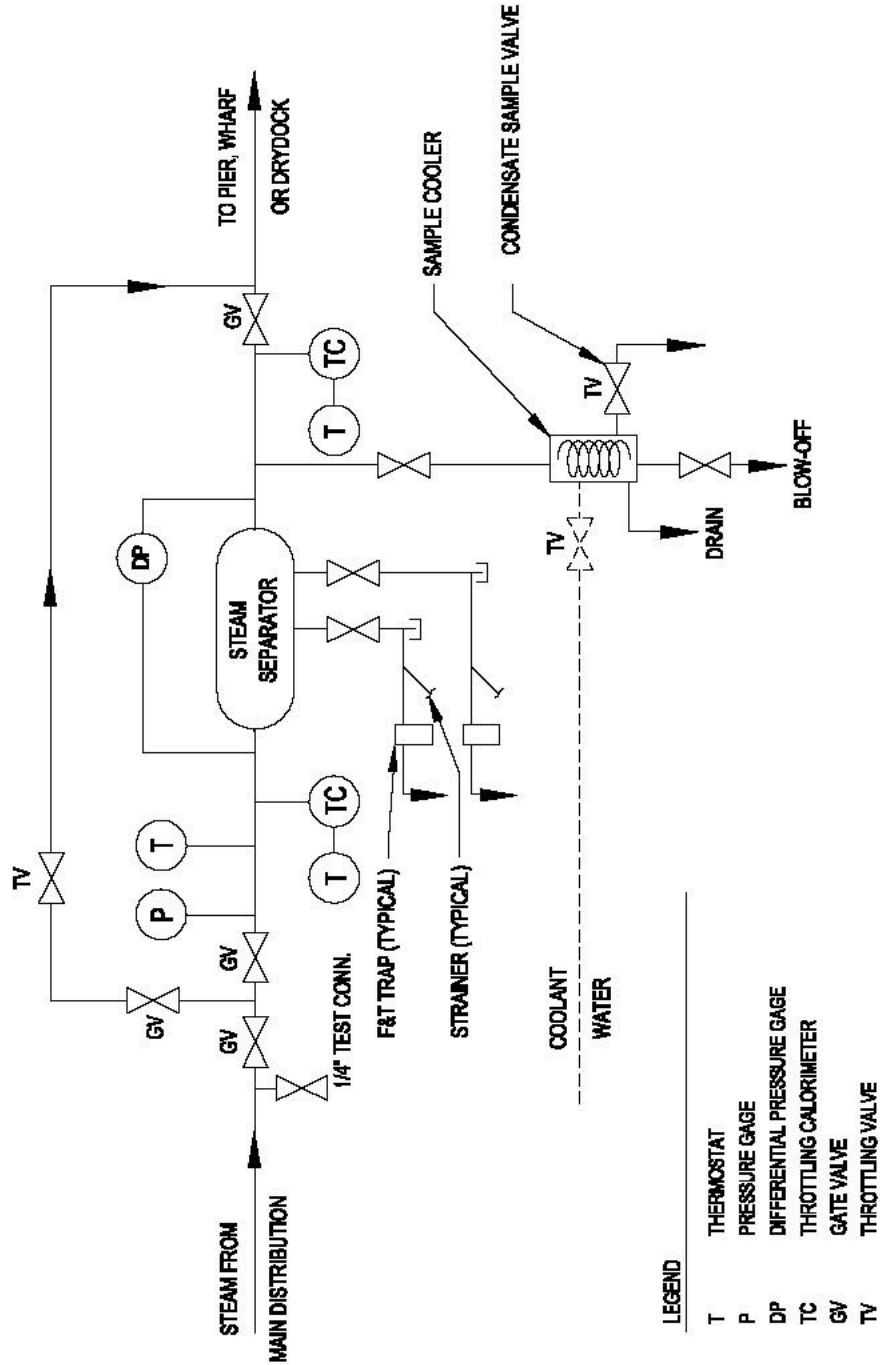 TO PIER, WHARF
OR DRYDOCK
TV
GV
GV
GV
GV
P
T
DP
STEAM
SEPARATOR
T
TC
T
TC
STEAM FROM
MAIN DISTRIBUTION
1/4" TEST CONN.
F&T TRAP (TYPICAL)
STRAINER (TYPICAL)
SAMPLE COOLER
CONDENSATE SAMPLE VALVE
COOLANT
WATER
TV
TV
DRAIN
BLOW-OFF
LEGEND
T THERMOSTAT
P PRESSURE GAGE
DP DIFFERENTIAL PRESSURE GAGE
TC THROTTLING CALORIMETER
GV GATE VALVE
TV THROTTLING VALVE